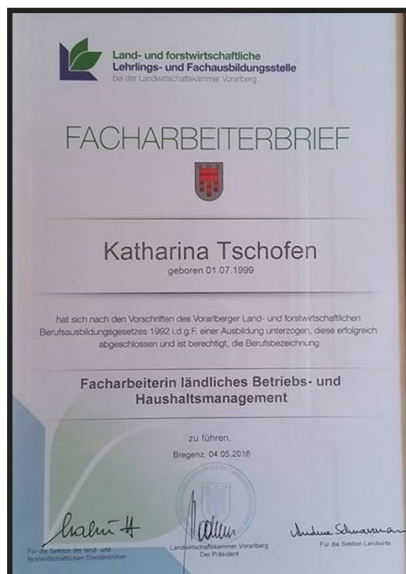 Land- und forstwirtschaftliche
Lehrlings- und Fachausbildungsstelle
bei der Landwirtschaftskammer Vorarlberg
FACHARBEITERBRIEF
Katharina Tschofen
geboren 01.07.1999
hat sich nach den Vorschriften des Vorarlberger Land- und forstwirtschaftlichen
Berufsausbildungsgesetzes 1992 i.d.g.F. einer Ausbildung unterzogen, diese erfolgreich
abgeschlossen und ist berechtigt, die Berufsbezeichnung
Facharbeiterin ländliches Betriebs- und
Haushaltsmanagement
zu führen.
Bregenz, 04.05.2016
Für die Sektion der land- und
forstwirtschaftlichen Dienstnehmer
Landwirtschaftskammer Vorarlberg
Der Präsident
Für die Sektion Landwirte